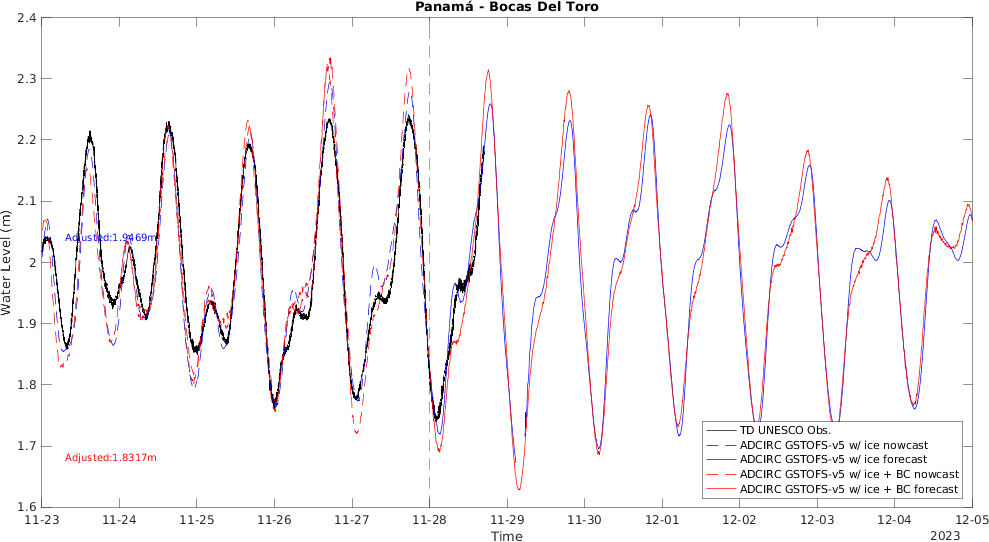 Panamá - Bocas Del Toro
2.4
2.3
2.2
2.1
2
1.9
1.8
1.7
1.6
Water Level (m)
Adjusted:1.9469m
Adjusted:1.8317m
TD UNESCO Obs.
ADCIRC GSTOFS-v5 w/ ice nowcast
ADCIRC GSTOFS-v5 w/ ice forecast
ADCIRC GSTOFS-v5 w/ ice + BC nowcast
ADCIRC GSTOFS-v5 w/ ice + BC forecast
11-23 11-24 11-25 11-26 11-27 11-28 11-29 11-30 12-01 12-02 12-03 12-04 12-05
Time
2023